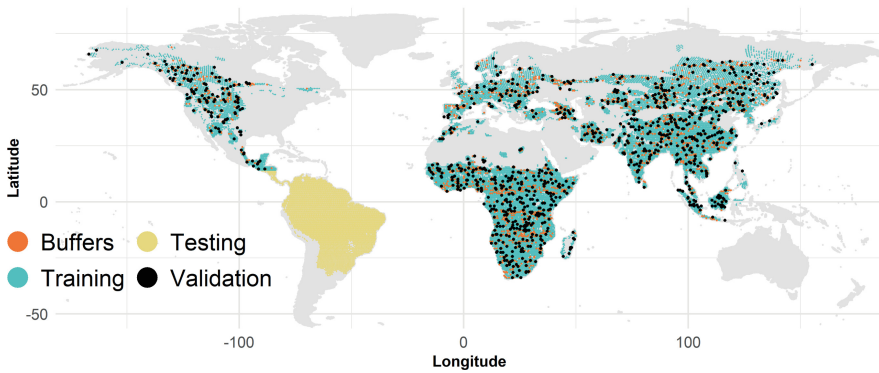 50
0
-50
Latitude
Buffers Testing
Training Validation
-100 0 100
Longitude